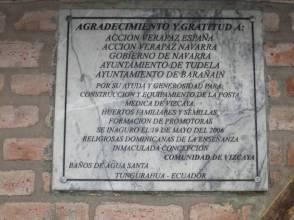 AGRADECIMIENTO Y GRATITUD A:
ACCION VERAPAZ ESPAÑA
ACCION VERAPAZ NAVARRA
GOBIERNO DE NAVARRA
AYUNTAMIENTO DE TUDELA
AYUNTAMIENTO DE BARAÑAIN
POR SU AYUDA Y GENEROSIDAD PARA:
CONSTRUCCION Y EQUIPAMIENTO DE LA POSTA
MEDICA DE VIZCAYA.
HUERTOS FAMILIARES Y SEMILLAS.
FORMACION DE PROMOTORAS
SE INAGURO EL 19 DE MAYO DEL 2006
RELIGIOSAS DOMINICANAS DE LA ENSEÑANZA
INMACULADA CONCEPCION
COMUNIDAD DE VIZCAYA
BAÑOS DE AGUA SANTA
TUNGURAHUA - ECUADOR